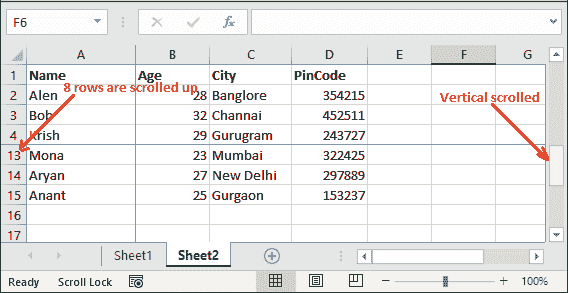 F6
A B C D E F G
1 Name Age City PinCode
2 Alen 28 Banglore 354215
8 rows are scrolled up
Vertical scrolled
3 Bob 32 Channai 452511
4 Krish 29 Gurugram 243727
13 Mona 23 Mumbai 322425
14 Aryan 27 New Delhi 297889
15 Anant 25 Gurgaon 153237
16
17
Sheet1 Sheet2
Ready Scroll Lock 100%